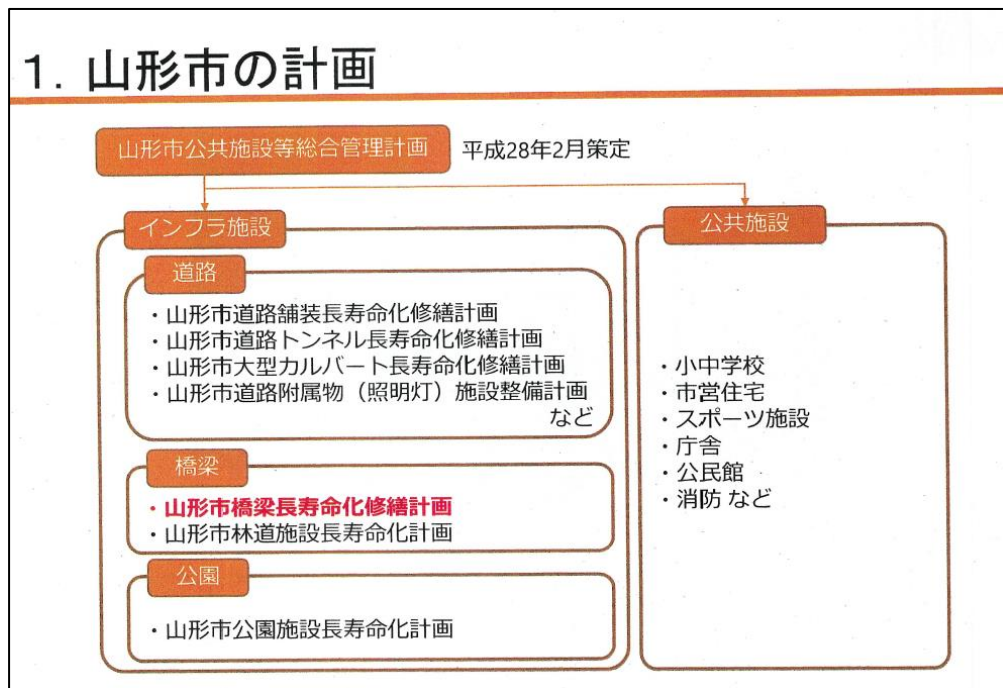 1. 山形市の計画
山形市公共施設等総合管理計画
平成28年2月策定
インフラ施設
道路
・山形市道路舗装長寿命化修繕計画
・山形市道路トンネル長寿命化修繕計画
・山形市大型カルバート長寿命化修繕計画
・山形市道路附属物（照明灯）施設整備計画
など
橋梁
・山形市橋梁長寿命化修繕計画
・山形市林道施設長寿命化計画
公園
・山形市公園施設長寿命化計画
公共施設
・小中学校
・市営住宅
・スポーツ施設
・庁舎
・公民館
・消防 など